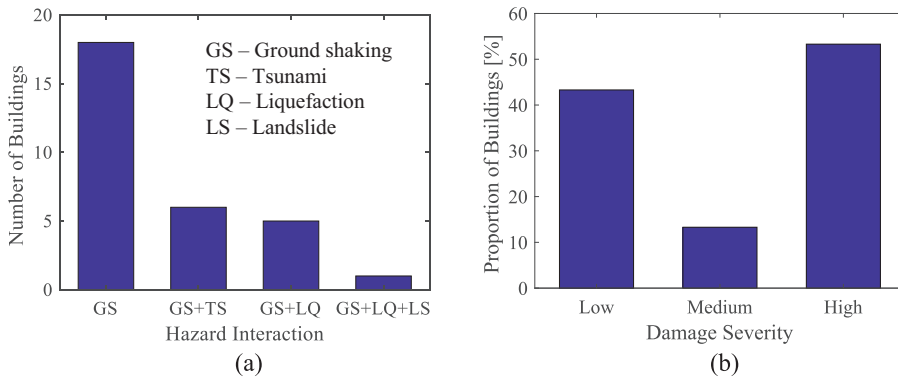 20
15
10
5
0
Number of Buildings
GS – Ground shaking
TS – Tsunami
LQ – Liquefaction
LS – Landslide
GS GS+TS GS+LQ GS+LQ+LS
Hazard Interaction
(a)
60
50
40
30
20
10
0
Proportion of Buildings [%]
Low Medium High
Damage Severity
(b)